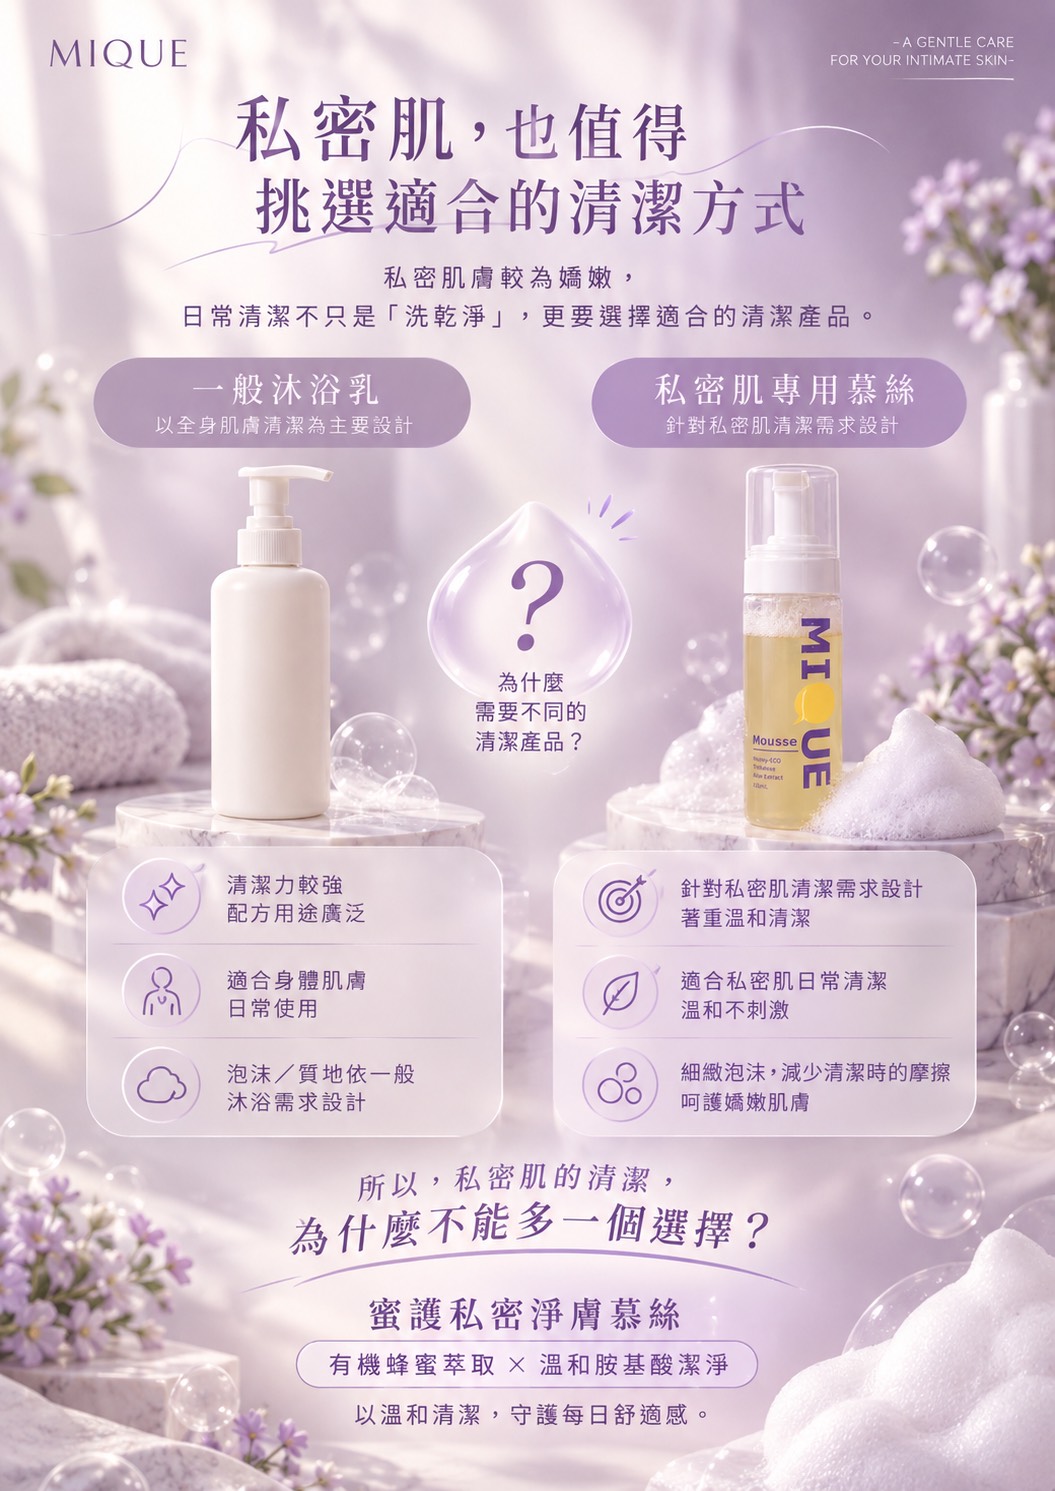 MIQUE
– A GENTLE CARE
FOR YOUR INTIMATE SKIN–
私密肌，也值得
挑選適合的清潔方式
私密肌膚較為嬌嫩，
日常清潔不只是「洗乾淨」，更要選擇適合的清潔產品。
一般沐浴乳
以全身肌膚清潔為主要設計
私密肌專用慕絲
針對私密肌清潔需求設計
?
為什麼
需要不同的
清潔產品？
MIQUE
Mousse
清潔力較強
配方用途廣泛
適合身體肌膚
日常使用
泡沫／質地依一般
沐浴需求設計
針對私密肌清潔需求設計
著重溫和清潔
適合私密肌日常清潔
溫和不刺激
細緻泡沫，減少清潔時的摩擦
呵護嬌嫩肌膚
所以，私密肌的清潔，
為什麼不能多一個選擇？
蜜護私密淨膚慕絲
有機蜂蜜萃取 × 溫和胺基酸潔淨
以溫和清潔，守護每日舒適感。